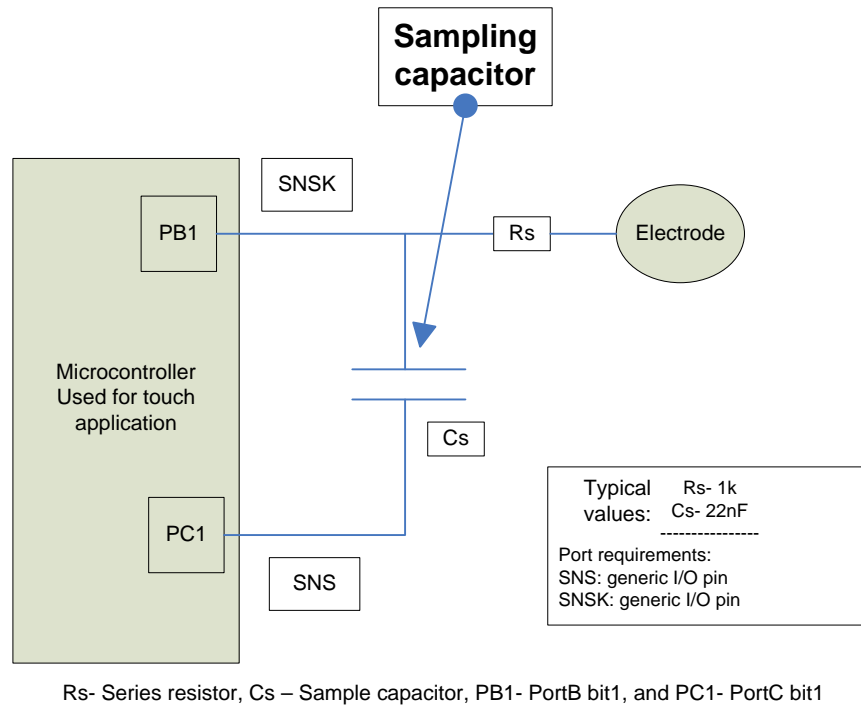 Sampling
capacitor
SNSK
PB1
Rs
Electrode
Microcontroller
Used for touch
application
Cs
PC1
SNS
Typical Rs- 1k
values: Cs- 22nF
----------------
Port requirements:
SNS: generic I/O pin
SNSK: generic I/O pin
Rs- Series resistor, Cs – Sample capacitor, PB1- PortB bit1, and PC1- PortC bit1